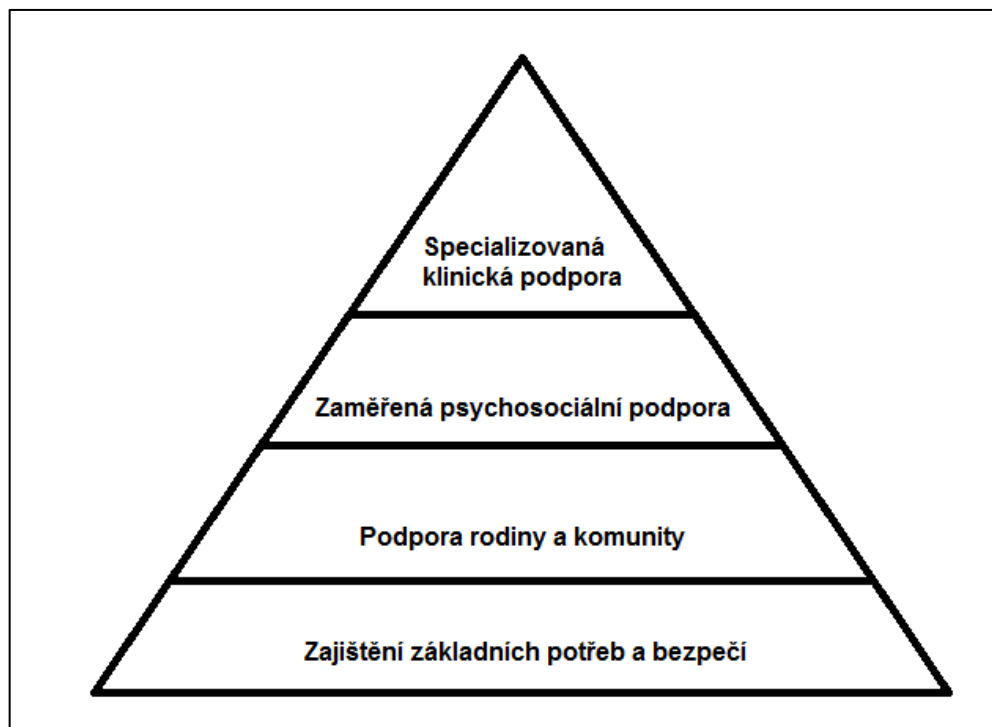 Specializovaná
klinická podpora
Zaměřená psychosociální podpora
Podpora rodiny a komunity
Zajištění základních potřeb a bezpečí